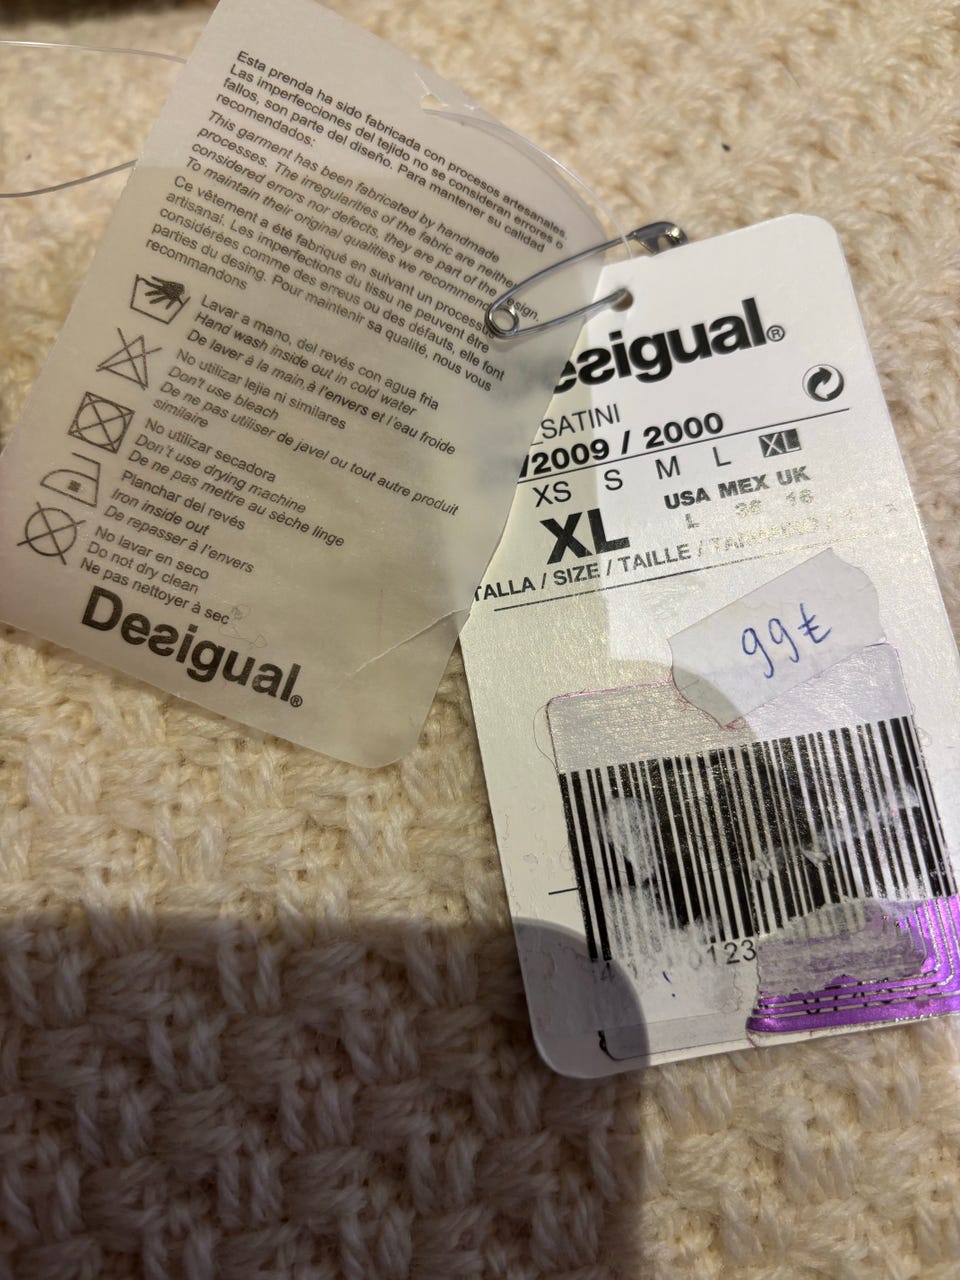 Esta prenda ha sido fabricada con procesos artesanales.
Las imperfecciones del tejido no se consideran errores o
fallos, son parte del diseño. Para mantener su calidad
recomendados:
This garment has been fabricated by handmade
processes. The irregularities of the fabric are neither
considered errors nor defects, they are part of the design.
To maintain their original qualities we recommend
Ce vêtement a été fabriqué en suivant un processus
artisanal. Les imperfections du tissu ne peuvent être
considérées comme des erreus ou des défauts, elle font
parties du desing. Pour maintenir sa qualité, nous vous
recommandons
Lavar a mano, del revés con agua fria
Hand wash inside out in cold water
De laver à la main,à l'envers et l'eau froide
No utilizar lejia ni similares
Don't use bleach
De ne pas utiliser de javel ou tout autre produit
similaire
No utilizar secadora
Don't use drying machine
De ne pas mettre au sèche linge
Planchar del revés
Iron inside out
De repasser à l'envers
No lavar en seco
Do not dry clean
Ne pas nettoyer à sec
Desigual®
esigual®
SATINI
/2009 / 2000
XS S M L XL
USA MEX UK
XL L 38 16
TALLA / SIZE / TAILLE /
99€
123